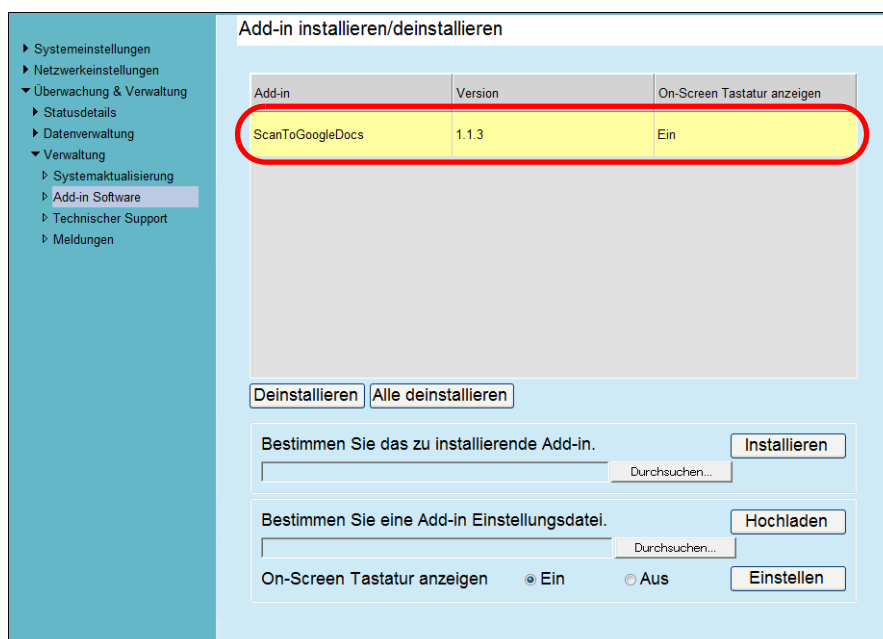 Systemeinstellungen
Netzwerkeinstellungen
Überwachung & Verwaltung
Statusdetails
Datenverwaltung
Verwaltung
Systemaktualisierung
Add-in Software
Technischer Support
Meldungen
Add-in installieren/deinstallieren
Add-in Version On-Screen Tastatur anzeigen
ScanToGoogleDocs 1.1.3 Ein
Deinstallieren Alle deinstallieren
Bestimmen Sie das zu installierende Add-in. Installieren
Durchsuchen...
Bestimmen Sie eine Add-in Einstellungsdatei. Hochladen
Durchsuchen...
On-Screen Tastatur anzeigen Ein Aus Einstellen